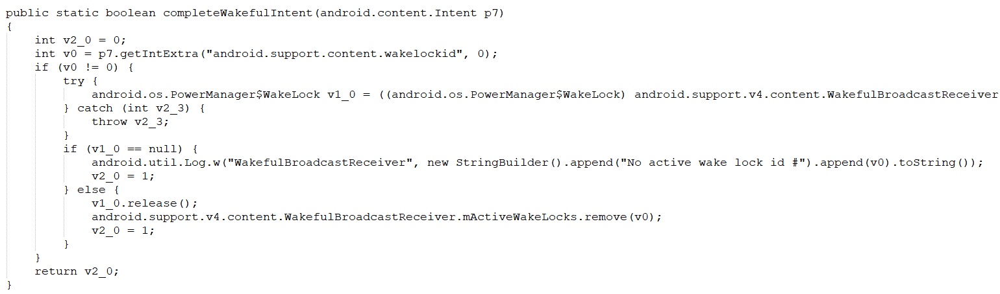 public static boolean completeWakefulIntent(android.content.Intent p7)
{
    int v2_0 = 0;
    int v0 = p7.getIntExtra("android.support.content.wakelockid", 0);
    if (v0 != 0) {
        try {
            android.os.PowerManager$WakeLock v1_0 = ((android.os.PowerManager$WakeLock) android.support.v4.content.WakefulBroadcastReceiver
        } catch (int v2_3) {
            throw v2_3;
        }
        if (v1_0 == null) {
            android.util.Log.w("WakefulBroadcastReceiver", new StringBuilder().append("No active wake lock id #").append(v0).toString());
            v2_0 = 1;
        } else {
            v1_0.release();
            android.support.v4.content.WakefulBroadcastReceiver.mActiveWakeLocks.remove(v0);
            v2_0 = 1;
        }
    }
    return v2_0;
}